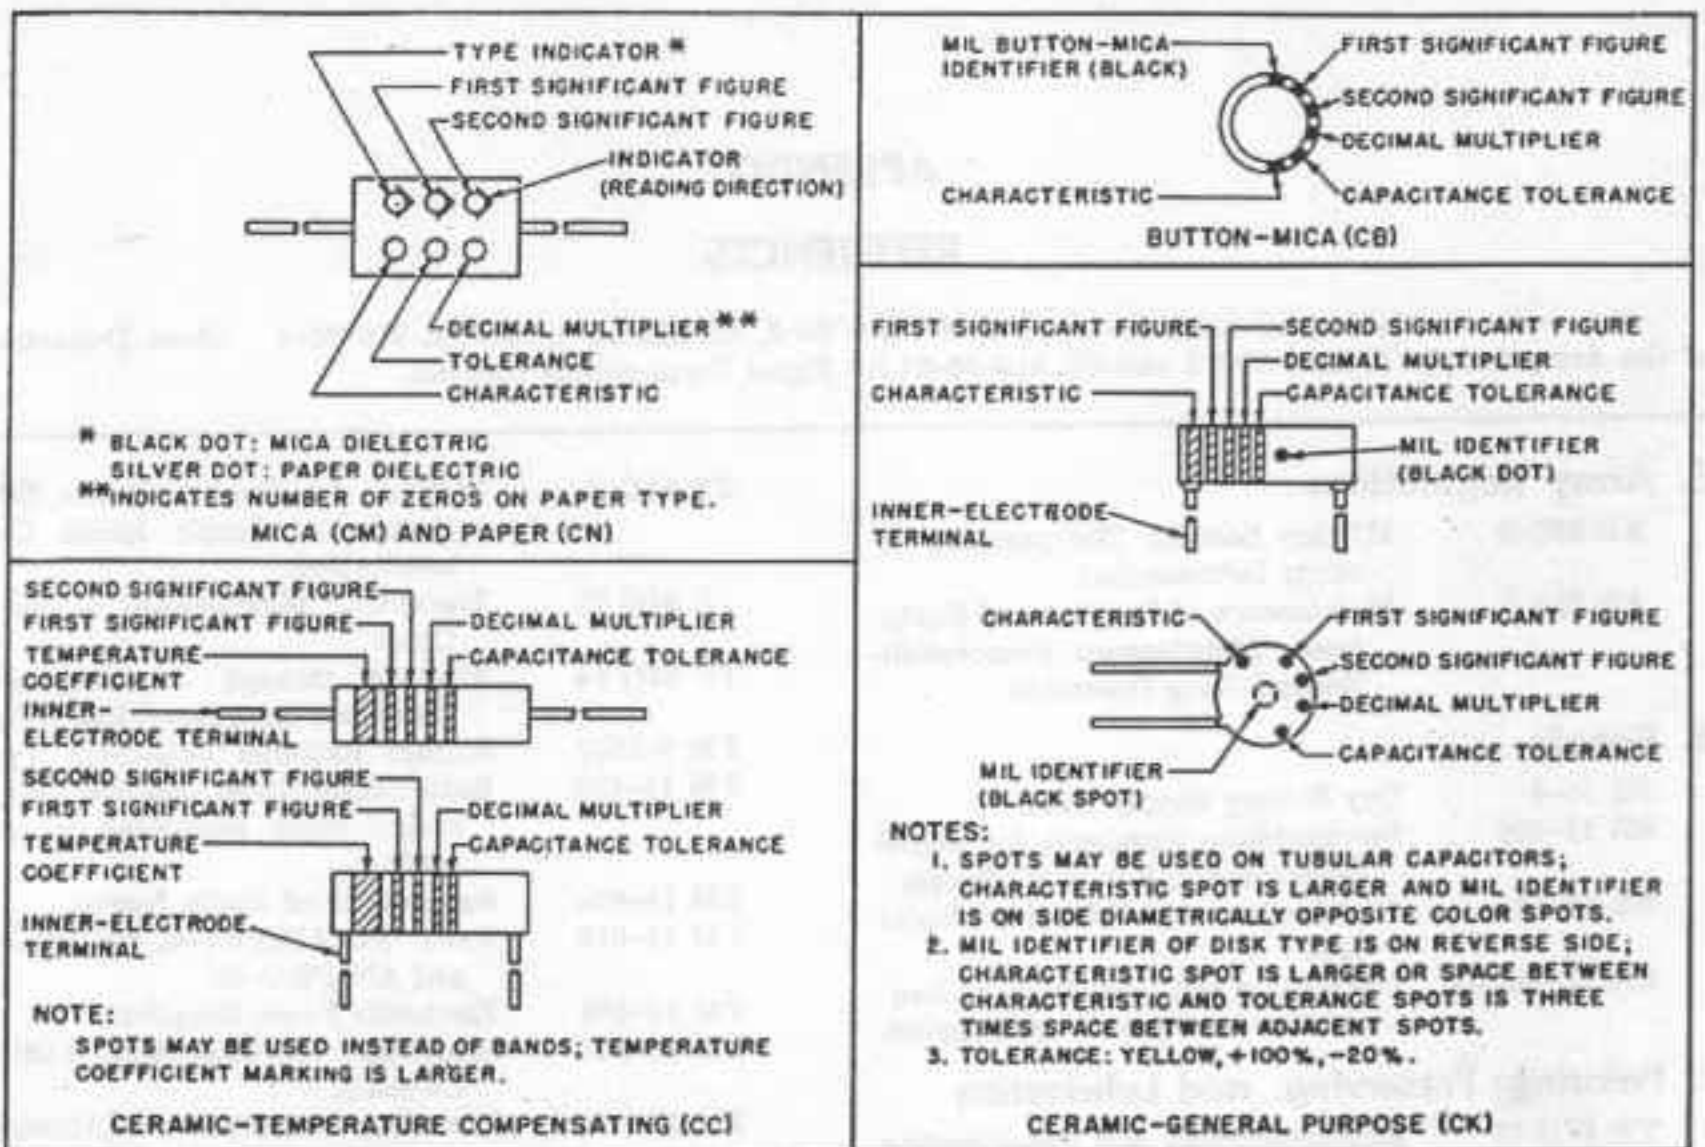 TYPE INDICATOR *
FIRST SIGNIFICANT FIGURE
SECOND SIGNIFICANT FIGURE
INDICATOR
(READING DIRECTION)
DECIMAL MULTIPLIER **
TOLERANCE
CHARACTERISTIC
* BLACK DOT: MICA DIELECTRIC
SILVER DOT: PAPER DIELECTRIC
** INDICATES NUMBER OF ZEROS ON PAPER TYPE.
MICA (CM) AND PAPER (CN)
MIL BUTTON-MICA
IDENTIFIER (BLACK)
FIRST SIGNIFICANT FIGURE
SECOND SIGNIFICANT FIGURE
DECIMAL MULTIPLIER
CHARACTERISTIC
CAPACITANCE TOLERANCE
BUTTON-MICA (CB)
SECOND SIGNIFICANT FIGURE
FIRST SIGNIFICANT FIGURE
DECIMAL MULTIPLIER
TEMPERATURE
COEFFICIENT
CAPACITANCE TOLERANCE
INNER-
ELECTRODE TERMINAL
SECOND SIGNIFICANT FIGURE
FIRST SIGNIFICANT FIGURE
DECIMAL MULTIPLIER
TEMPERATURE
COEFFICIENT
CAPACITANCE TOLERANCE
INNER-ELECTRODE
TERMINAL
NOTE:
SPOTS MAY BE USED INSTEAD OF BANDS; TEMPERATURE
COEFFICIENT MARKING IS LARGER.
CERAMIC-TEMPERATURE COMPENSATING (CC)
FIRST SIGNIFICANT FIGURE
SECOND SIGNIFICANT FIGURE
DECIMAL MULTIPLIER
CHARACTERISTIC
CAPACITANCE TOLERANCE
MIL IDENTIFIER
(BLACK DOT)
INNER-ELECTRODE
TERMINAL
CHARACTERISTIC
FIRST SIGNIFICANT FIGURE
SECOND SIGNIFICANT FIGURE
DECIMAL MULTIPLIER
CAPACITANCE TOLERANCE
MIL IDENTIFIER
(BLACK SPOT)
NOTES:
1. SPOTS MAY BE USED ON TUBULAR CAPACITORS;
CHARACTERISTIC SPOT IS LARGER AND MIL IDENTIFIER
IS ON SIDE DIAMETRICALLY OPPOSITE COLOR SPOTS.
2. MIL IDENTIFIER OF DISK TYPE IS ON REVERSE SIDE;
CHARACTERISTIC SPOT IS LARGER OR SPACE BETWEEN
CHARACTERISTIC AND TOLERANCE SPOTS IS THREE
TIMES SPACE BETWEEN ADJACENT SPOTS.
3. TOLERANCE: YELLOW, +100%, -20%.
CERAMIC-GENERAL PURPOSE (CK)